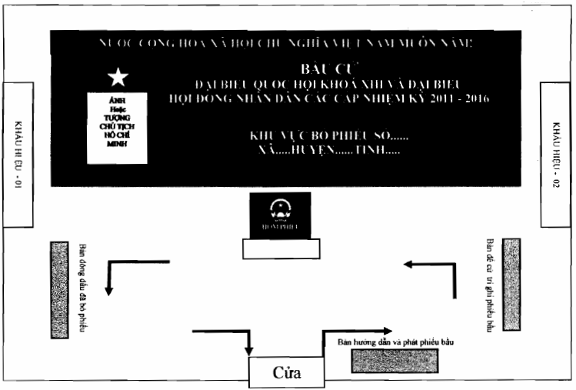 NƯỚC CỘNG HOÀ XÃ HỘI CHỦ NGHĨA VIỆT NAM MUÔN NĂM!
BẦU CỬ
ĐẠI BIỂU QUỐC HỘI KHOÁ XIII VÀ ĐẠI BIỂU
HỘI ĐỒNG NHÂN DÂN CÁC CẤP NHIỆM KỲ 2011 - 2016
ẢNH
Hoặc
TƯỢNG
CHỦ TỊCH
HỒ CHÍ
MINH
KHU VỰC BỎ PHIẾU SỐ......
XÃ.....HUYỆN......TỈNH.....
KHẨU HIỆU - 01
KHẨU HIỆU - 02
HÒM PHIẾU
Bàn đóng dấu đã bỏ phiếu
Bàn để cử tri ghi phiếu bầu
Bàn hướng dẫn và phát phiếu bầu
Cửa